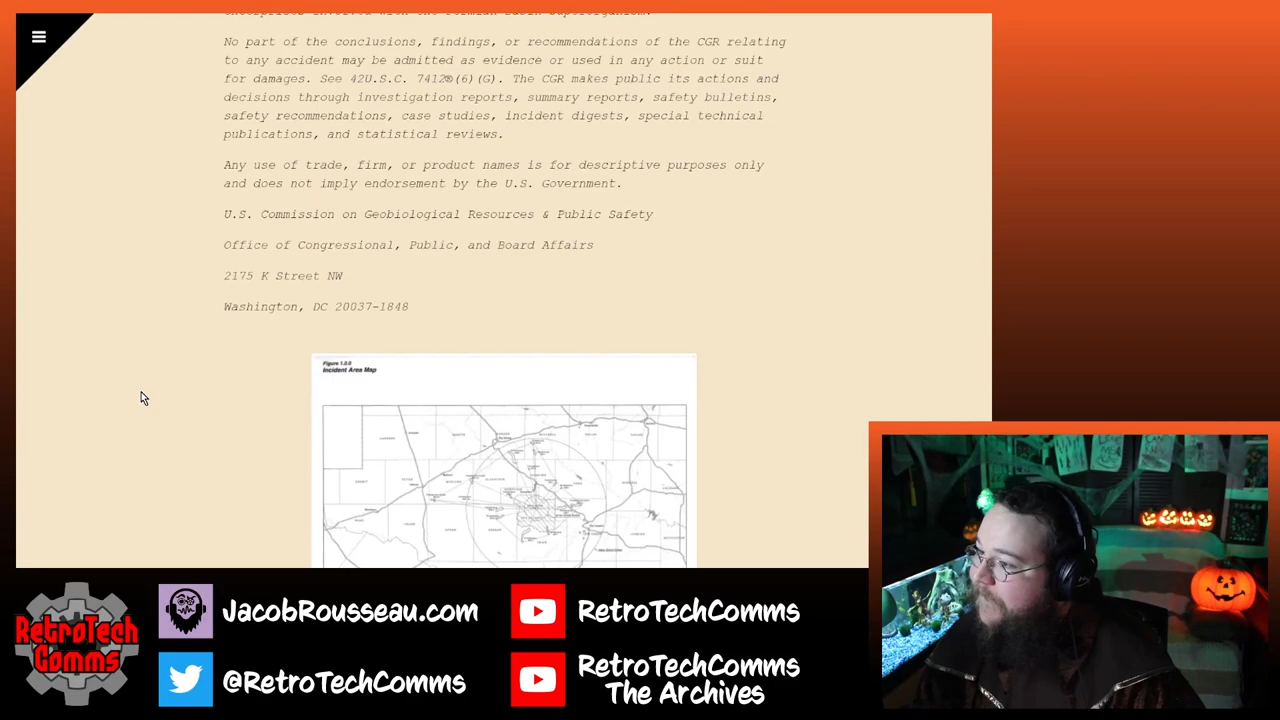 No part of the conclusions, findings, or recommendations of the CGR relating
to any accident may be admitted as evidence or used in any action or suit
for damages. See 42U.S.C. 7412®(6)(G). The CGR makes public its actions and
decisions through investigation reports, summary reports, safety bulletins,
safety recommendations, case studies, incident digests, special technical
publications, and statistical reviews.
Any use of trade, firm, or product names is for descriptive purposes only
and does not imply endorsement by the U.S. Government.
U.S. Commission on Geobiological Resources & Public Safety
Office of Congressional, Public, and Board Affairs
2175 K Street NW
Washington, DC 20037-1848
Figure 1.0.0
Incident Area Map
RetroTech
Comms
JacobRousseau.com
@RetroTechComms
RetroTechComms
RetroTechComms
The Archives